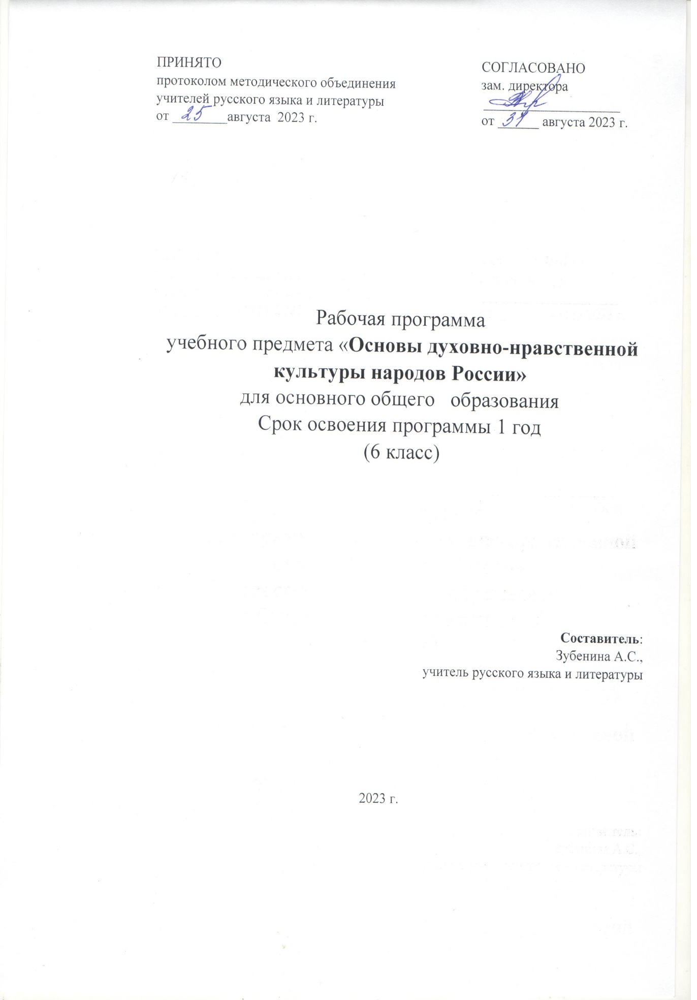 ПРИНЯТО
протоколом методического объединения
учителей русского языка и литературы
от 25 августа 2023 г.
СОГЛАСОВАНО
зам. директора
от 31 августа 2023 г.
Рабочая программа
учебного предмета «Основы духовно-нравственной
культуры народов России»
для основного общего образования
Срок освоения программы 1 год
(6 класс)
Составитель:
Зубенина А.С.,
учитель русского языка и литературы
2023 г.